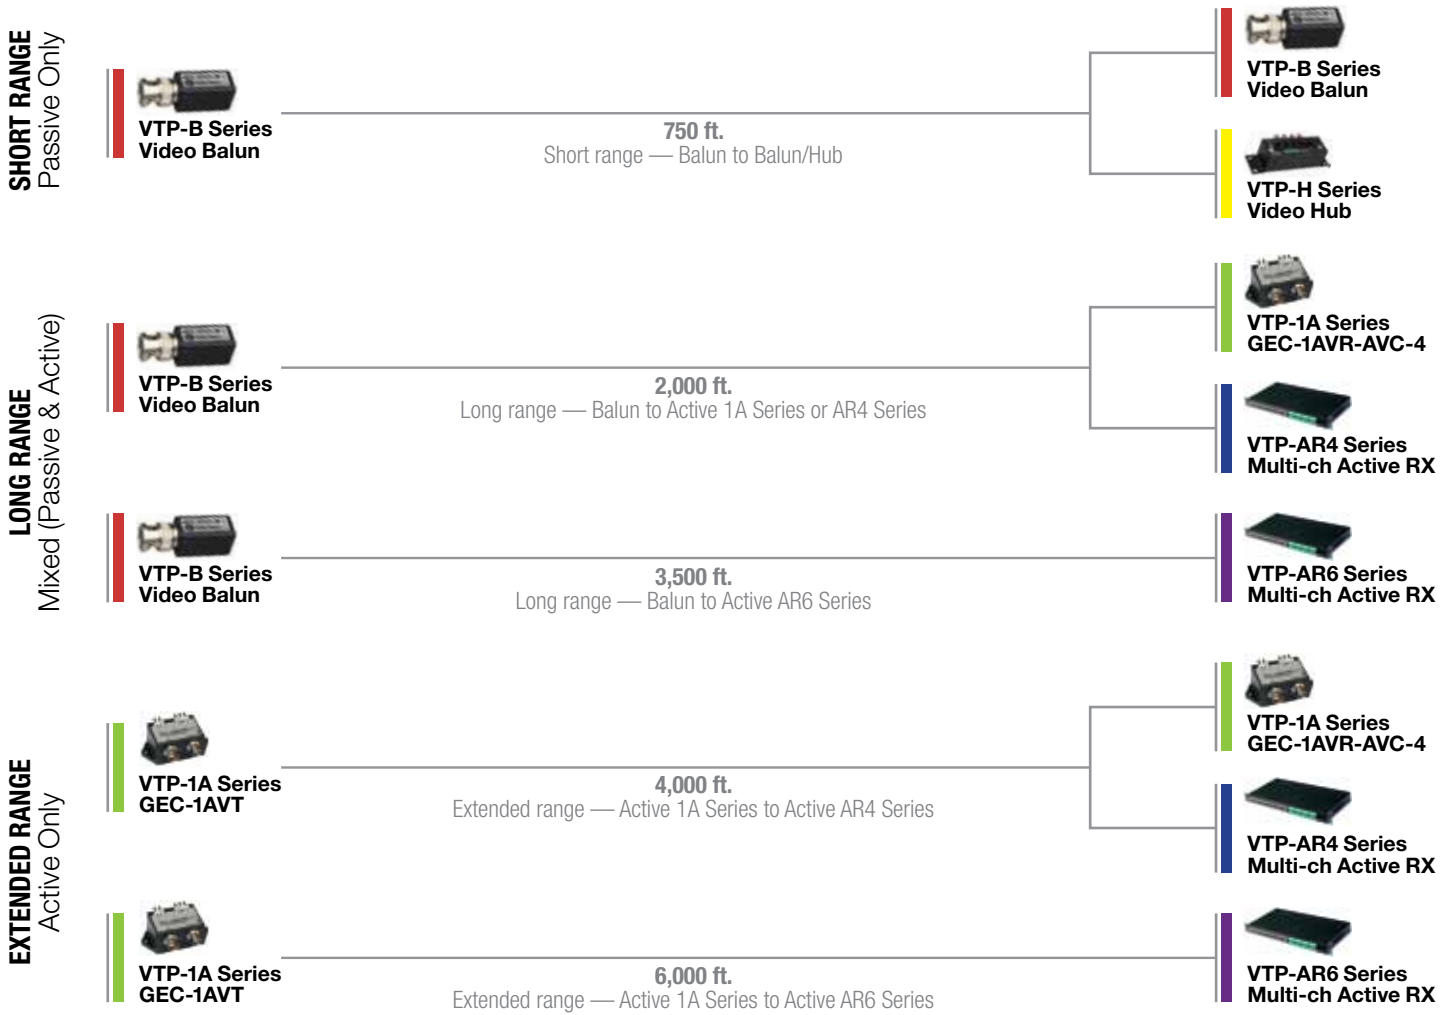 SHORT RANGE
Passive Only
VTP-B Series
Video Balun
750 ft.
Short range — Balun to Balun/Hub
VTP-B Series
Video Balun
VTP-H Series
Video Hub
LONG RANGE
Mixed (Passive & Active)
VTP-B Series
Video Balun
2,000 ft.
Long range — Balun to Active 1A Series or AR4 Series
VTP-1A Series
GEC-1AVR-AVC-4
VTP-AR4 Series
Multi-ch Active RX
VTP-B Series
Video Balun
3,500 ft.
Long range — Balun to Active AR6 Series
VTP-AR6 Series
Multi-ch Active RX
EXTENDED RANGE
Active Only
VTP-1A Series
GEC-1AVT
4,000 ft.
Extended range — Active 1A Series to Active AR4 Series
VTP-1A Series
GEC-1AVR-AVC-4
VTP-AR4 Series
Multi-ch Active RX
VTP-1A Series
GEC-1AVT
6,000 ft.
Extended range — Active 1A Series to Active AR6 Series
VTP-AR6 Series
Multi-ch Active RX